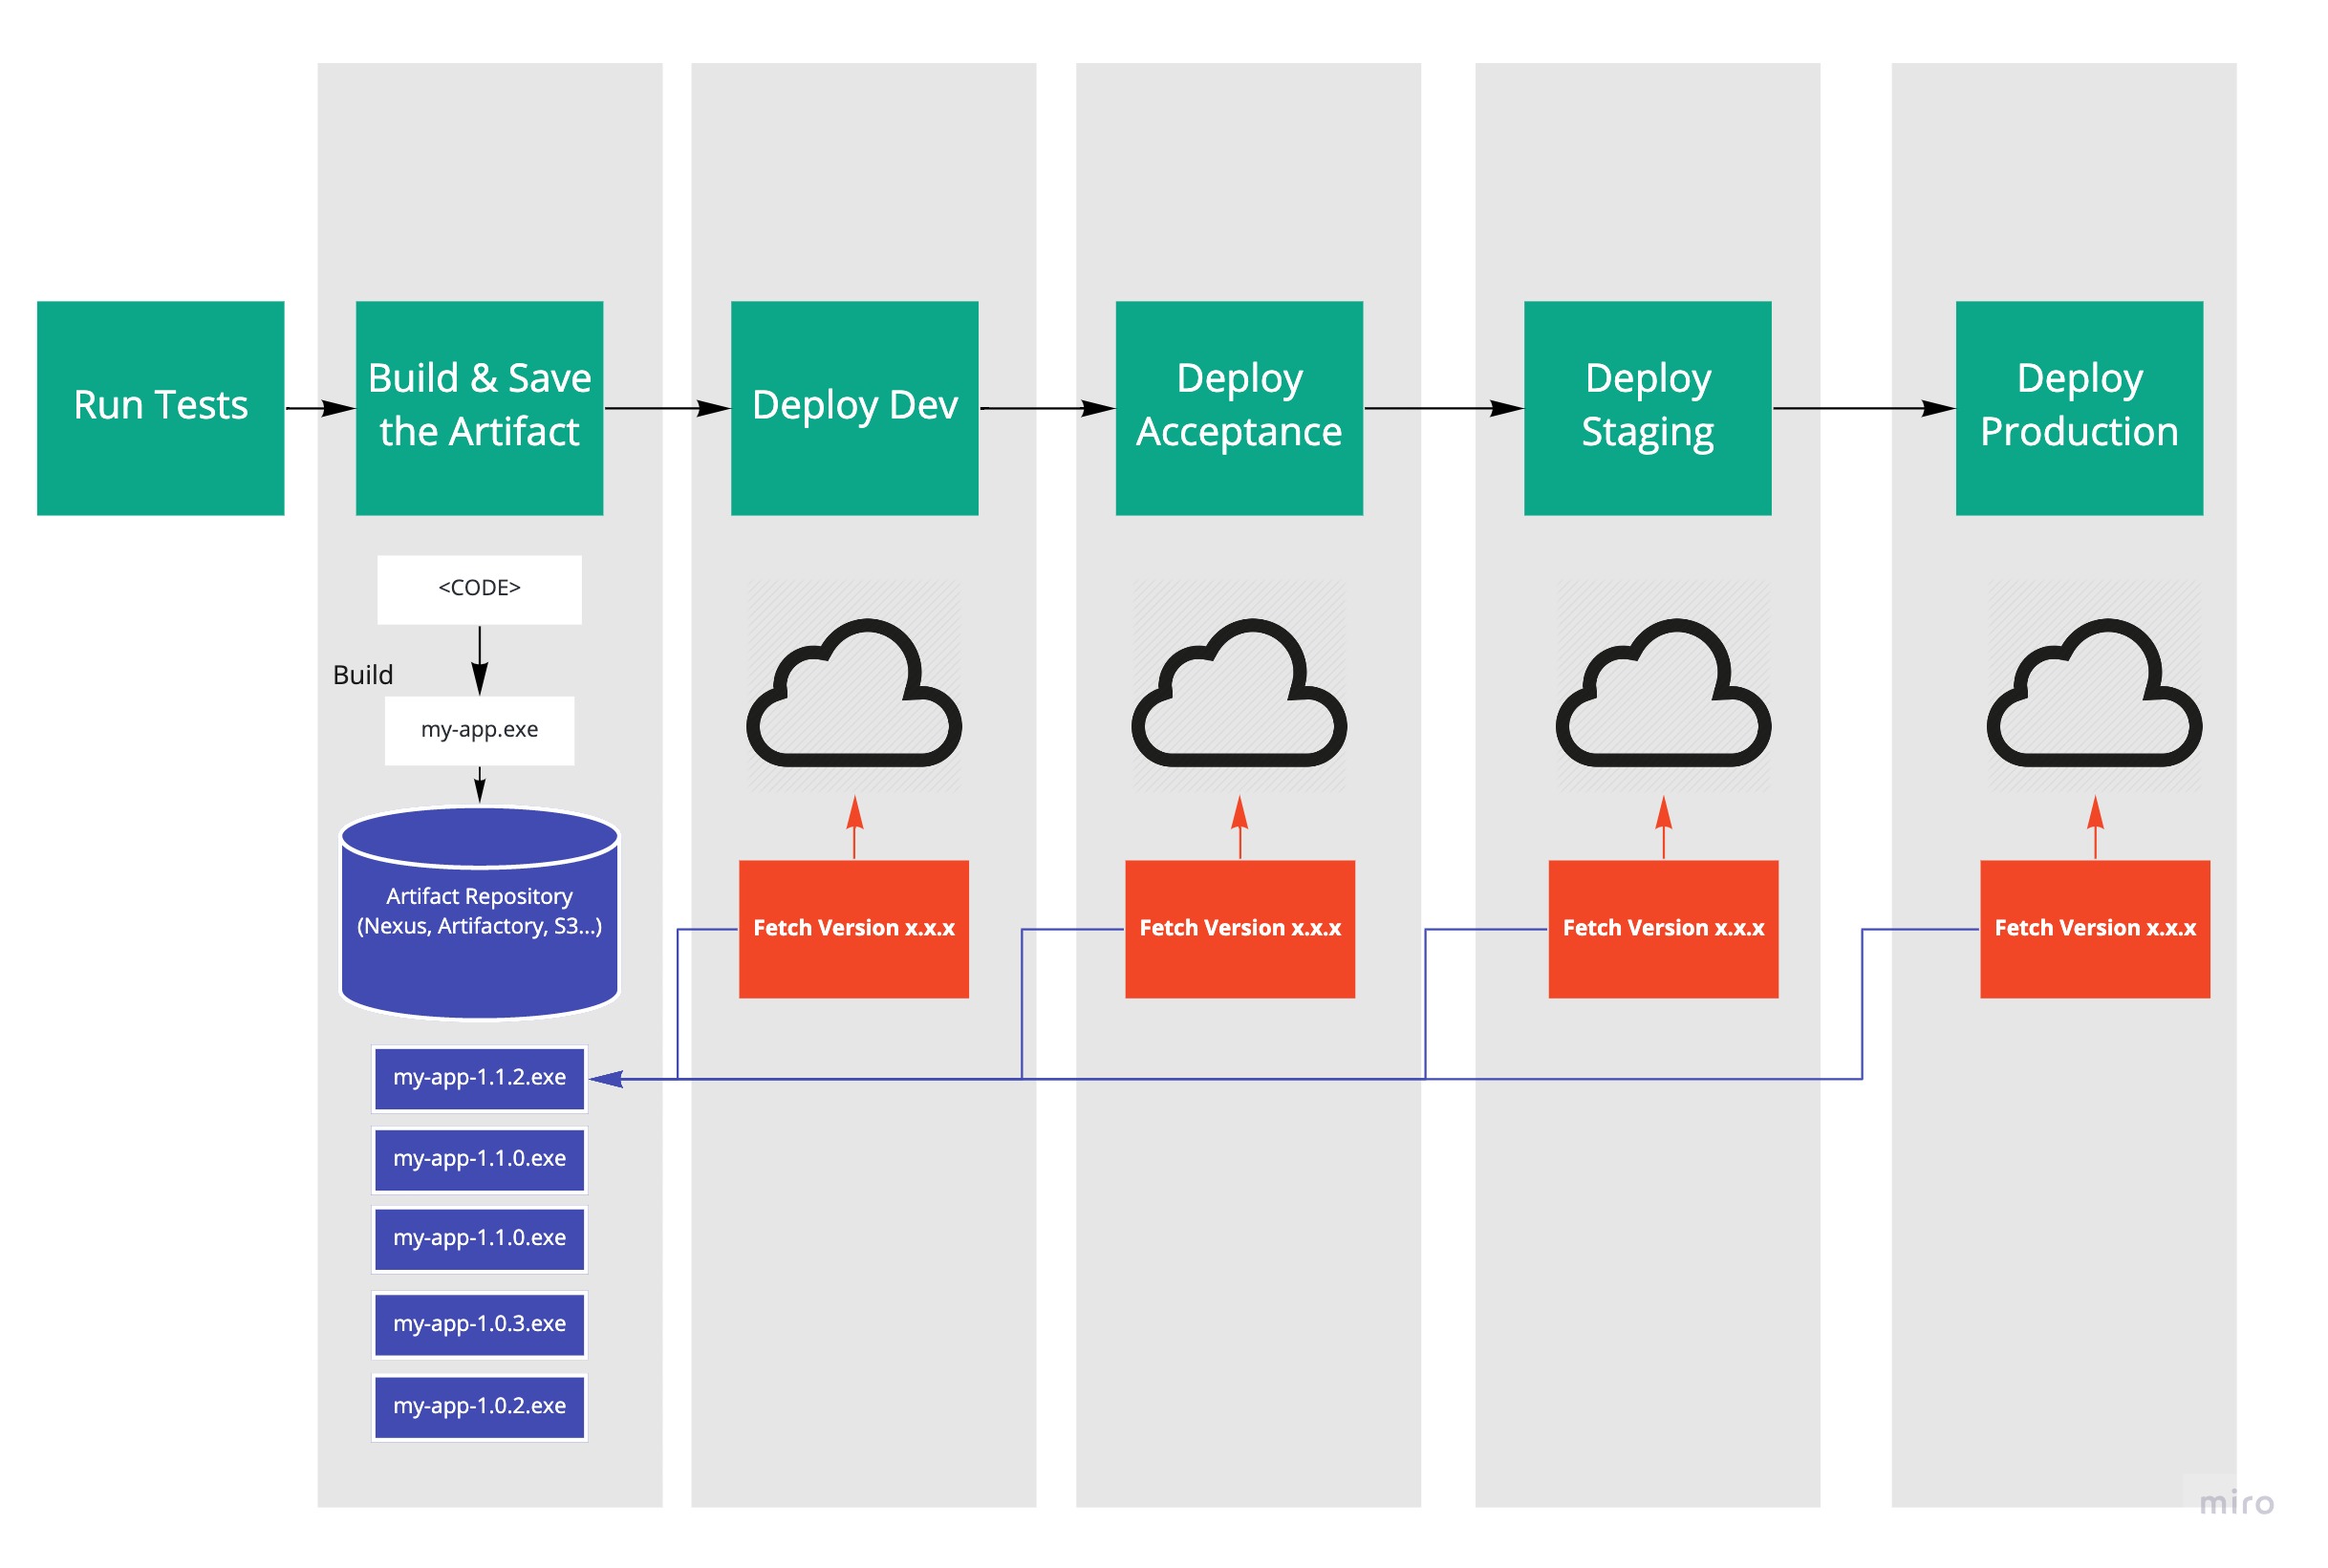 Run Tests
Build & Save
the Artifact
Deploy Dev
Deploy
Acceptance
Deploy
Staging
Deploy
Production
<CODE>
Build
my-app.exe
Artifact Repository
(Nexus, Artifactory, S3...)
Fetch Version x.x.x
Fetch Version x.x.x
Fetch Version x.x.x
Fetch Version x.x.x
my-app-1.1.2.exe
my-app-1.1.0.exe
my-app-1.1.0.exe
my-app-1.0.3.exe
my-app-1.0.2.exe
miro